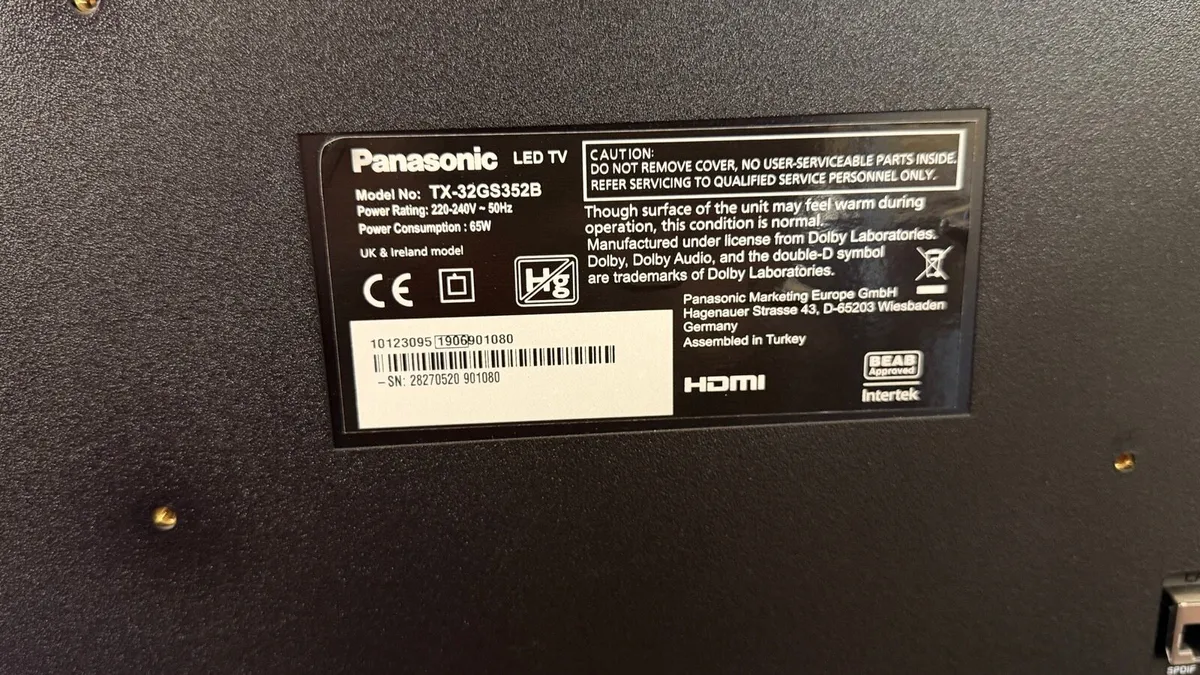 Panasonic LED TV
Model No: TX-32GS352B
Power Rating: 220-240V ~ 50Hz
Power Consumption : 65W
UK & Ireland model
CE
Hg
CAUTION:
DO NOT REMOVE COVER, NO USER-SERVICEABLE PARTS INSIDE.
REFER SERVICING TO QUALIFIED SERVICE PERSONNEL ONLY.
Though surface of the unit may feel warm during
operation, this condition is normal.
Manufactured under license from Dolby Laboratories.
Dolby, Dolby Audio, and the double-D symbol
are trademarks of Dolby Laboratories.
Panasonic Marketing Europe GmbH
Hagenauer Strasse 43, D-65203 Wiesbaden
Germany
Assembled in Turkey
10123095 1906901080
-SN: 28270520 901080
HDMI
BEAB
Approved
Intertek
SPDIF